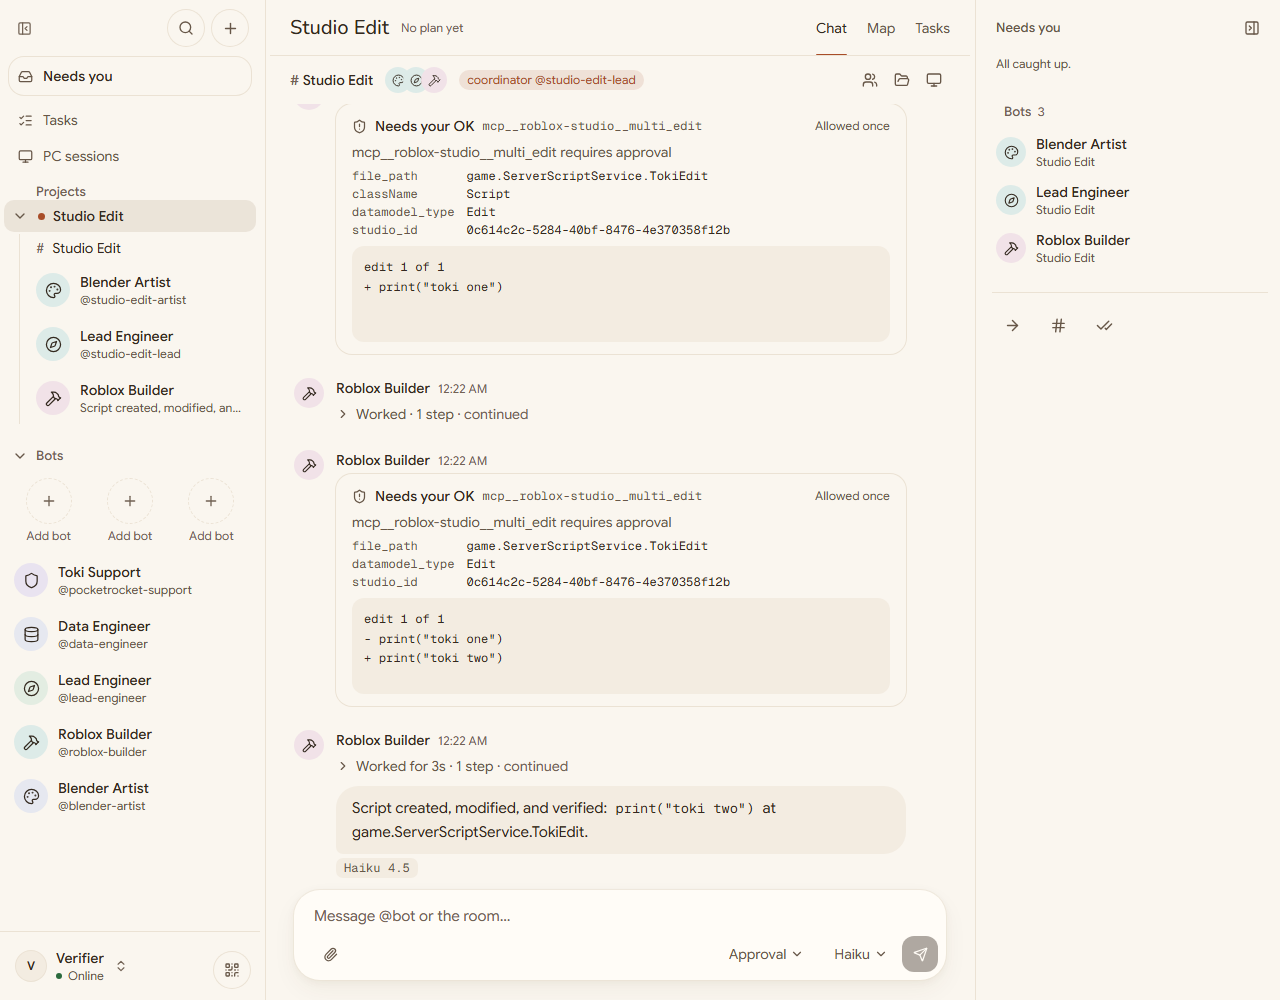 Needs you
Tasks
PC sessions
Projects
Studio Edit
# Studio Edit
Blender Artist
@studio-edit-artist
Lead Engineer
@studio-edit-lead
Roblox Builder
Script created, modified, an...
Bots
Add bot
Add bot
Add bot
Toki Support
@pocketrocket-support
Data Engineer
@data-engineer
Lead Engineer
@lead-engineer
Roblox Builder
@roblox-builder
Blender Artist
@blender-artist
V
Verifier
Online
Studio Edit No plan yet
Chat Map Tasks
# Studio Edit coordinator @studio-edit-lead
Needs your OK mcp__roblox-studio__multi_edit Allowed once
mcp__roblox-studio__multi_edit requires approval
file_path game.ServerScriptService.TokiEdit
className Script
datamodel_type Edit
studio_id 0c614c2c-5284-40bf-8476-4e370358f12b
edit 1 of 1
+ print("toki one")
Roblox Builder 12:22 AM
Worked · 1 step · continued
Roblox Builder 12:22 AM
Needs your OK mcp__roblox-studio__multi_edit Allowed once
mcp__roblox-studio__multi_edit requires approval
file_path game.ServerScriptService.TokiEdit
datamodel_type Edit
studio_id 0c614c2c-5284-40bf-8476-4e370358f12b
edit 1 of 1
- print("toki one")
+ print("toki two")
Roblox Builder 12:22 AM
Worked for 3s · 1 step · continued
Script created, modified, and verified: print("toki two") at
game.ServerScriptService.TokiEdit.
Haiku 4.5
Message @bot or the room...
Approval Haiku
Needs you
All caught up.
Bots 3
Blender Artist
Studio Edit
Lead Engineer
Studio Edit
Roblox Builder
Studio Edit